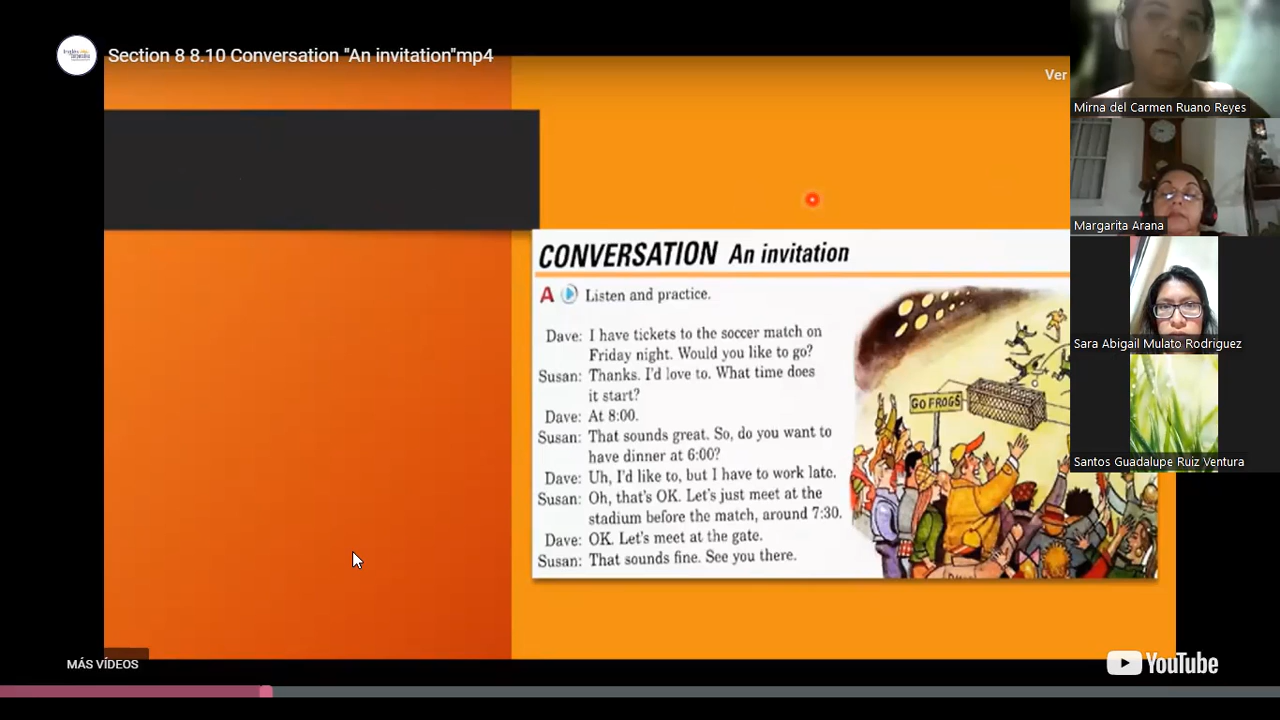 Section 8 8.10 Conversation "An invitation"mp4
Ver
CONVERSATION An invitation
A Listen and practice.
Dave: I have tickets to the soccer match on
Friday night. Would you like to go?
Susan: Thanks. I'd love to. What time does
it start?
Dave: At 8:00.
Susan: That sounds great. So, do you want to
have dinner at 6:00?
Dave: Uh, I'd like to, but I have to work late.
Susan: Oh, that's OK. Let's just meet at the
stadium before the match, around 7:30.
Dave: OK. Let's meet at the gate.
Susan: That sounds fine. See you there.
GO FROGS
Mirna del Carmen Ruano Reyes
Margarita Arana
Sara Abigail Mulato Rodriguez
Santos Guadalupe Ruiz Ventura
MÁS VÍDEOS
YouTube